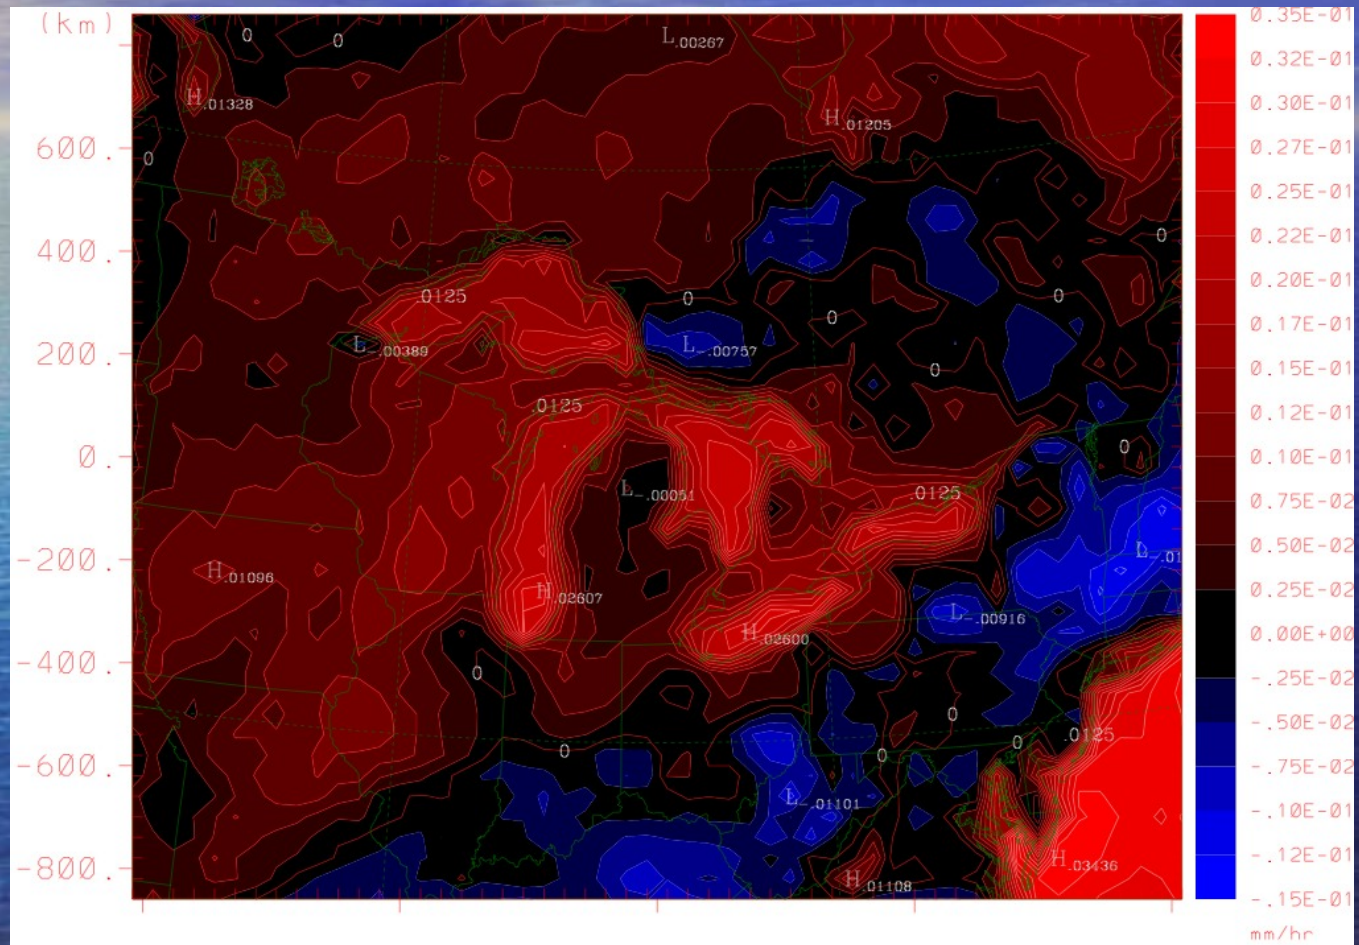 (km)
600.
400.
200.
0.
-200.
-400.
-600.
-800.
0
0
L.00267
H.01328
H.01205
0
0
.0125
0
0
0
L-.00389
L-.00757
0
.0125
0
L-.00051
.0125
L-.01
H.01096
H.02607
L-.00916
H.02600
0
0
0
.0125
0
0
L-.01101
H.03436
H.01108
0.35E-01
0.32E-01
0.30E-01
0.27E-01
0.25E-01
0.22E-01
0.20E-01
0.17E-01
0.15E-01
0.12E-01
0.10E-01
0.75E-02
0.50E-02
0.25E-02
0.00E+00
-.25E-02
-.50E-02
-.75E-02
-.10E-01
-.12E-01
-.15E-01
mm/hr